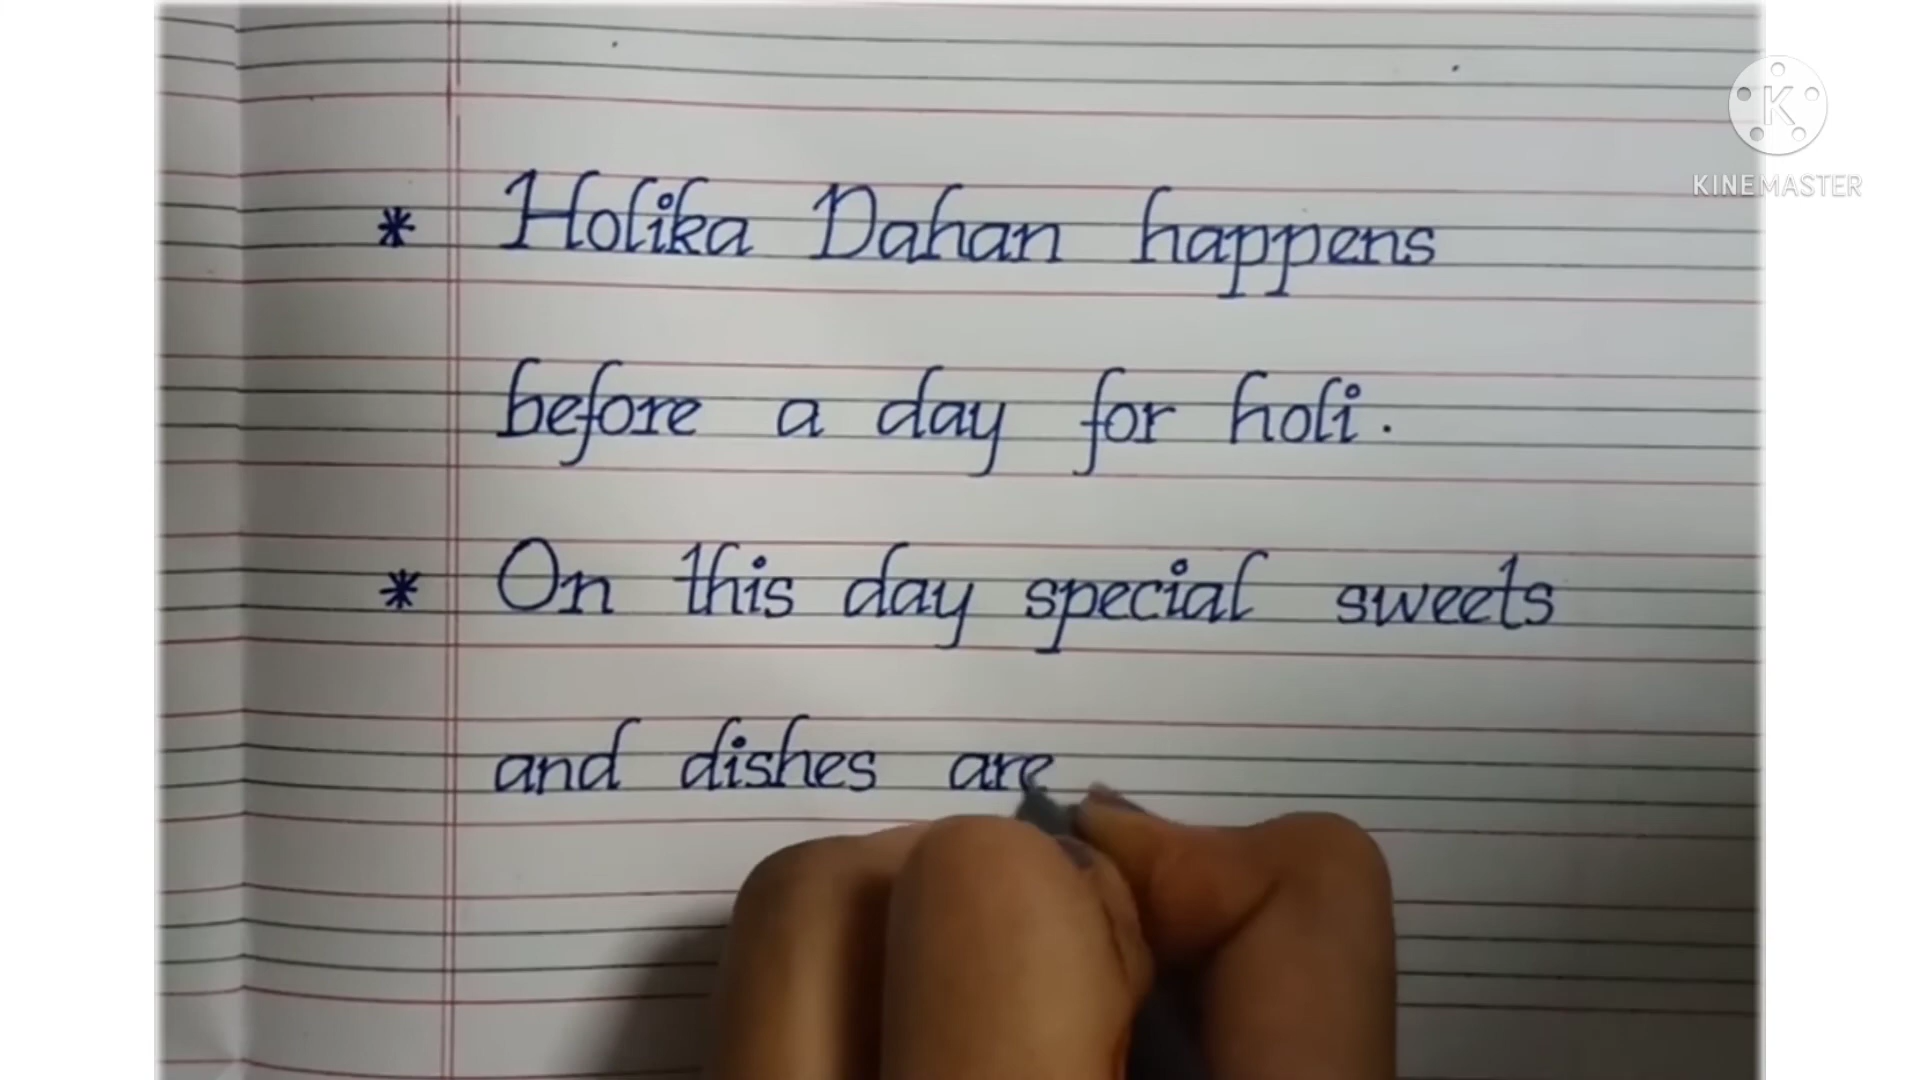 * Holika Dahan happens
before a day for holi.
* On this day special sweets
and dishes are
KINEMASTER